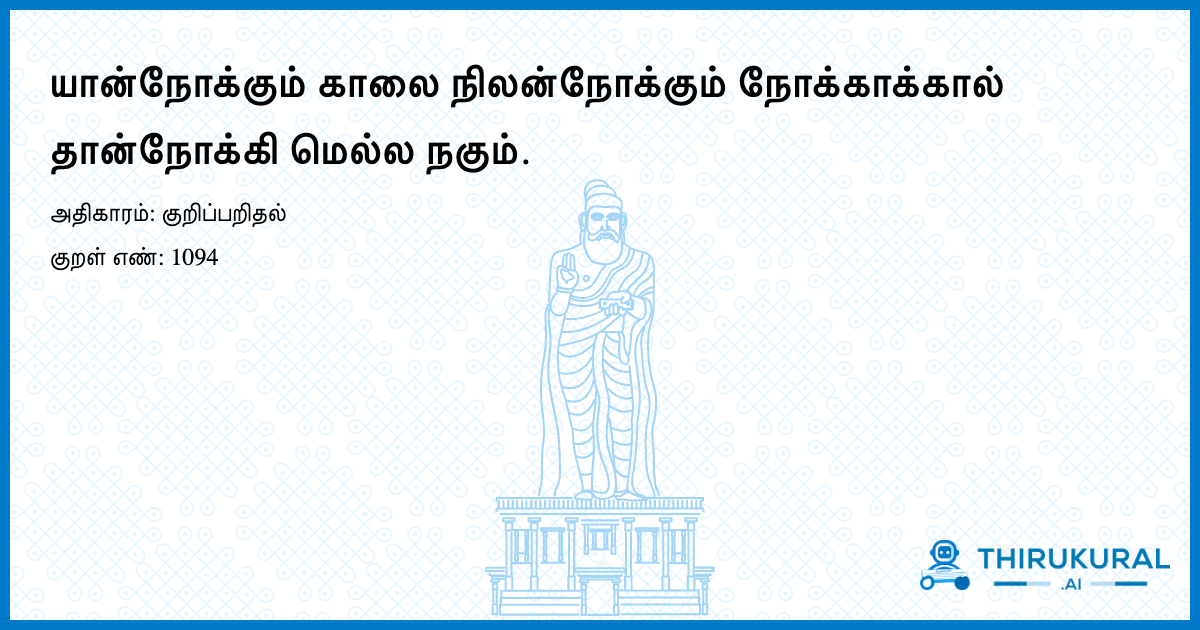 யான்நோக்கும் காலை நிலன்நோக்கும் நோக்காக்கால்
தான்நோக்கி மெல்ல நகும்.
அதிகாரம்: குறிப்பறிதல்
குறள் எண்: 1094
THIRUKURAL
.AI